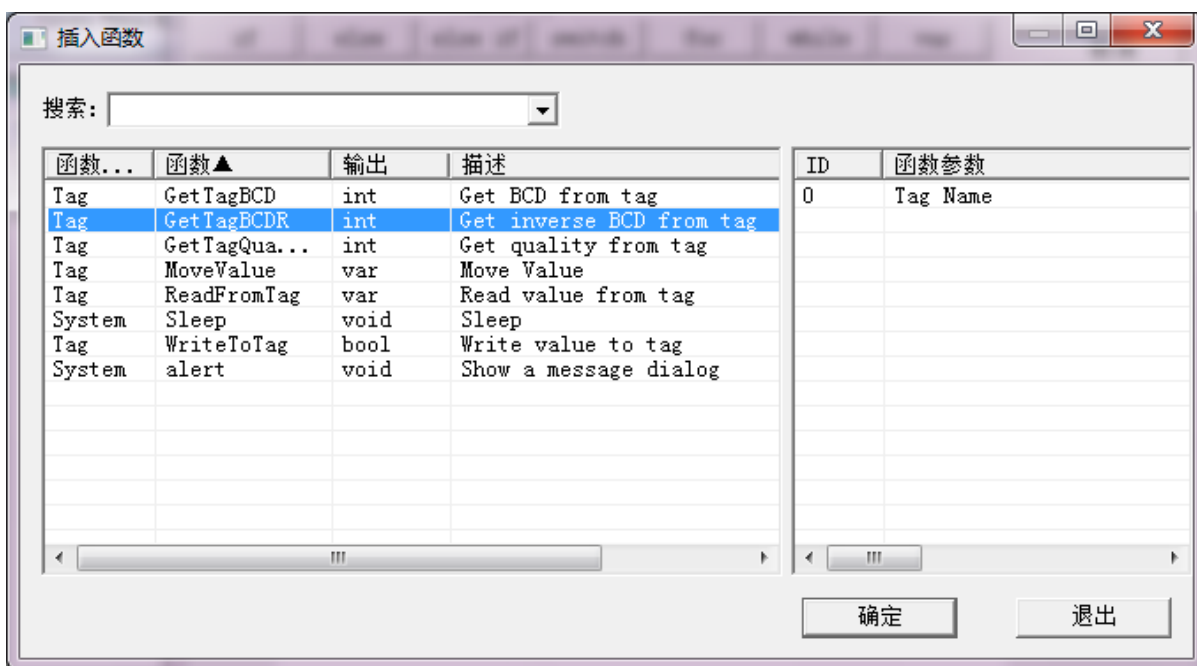 插入函数
搜索:
函数... 函数▲ 输出 描述
Tag GetTagBCD int Get BCD from tag
Tag GetTagBCDR int Get inverse BCD from tag
Tag GetTagQua... int Get quality from tag
Tag MoveValue var Move Value
Tag ReadFromTag var Read value from tag
System Sleep void Sleep
Tag WriteToTag bool Write value to tag
System alert void Show a message dialog
ID 函数参数
0 Tag Name
确定 退出